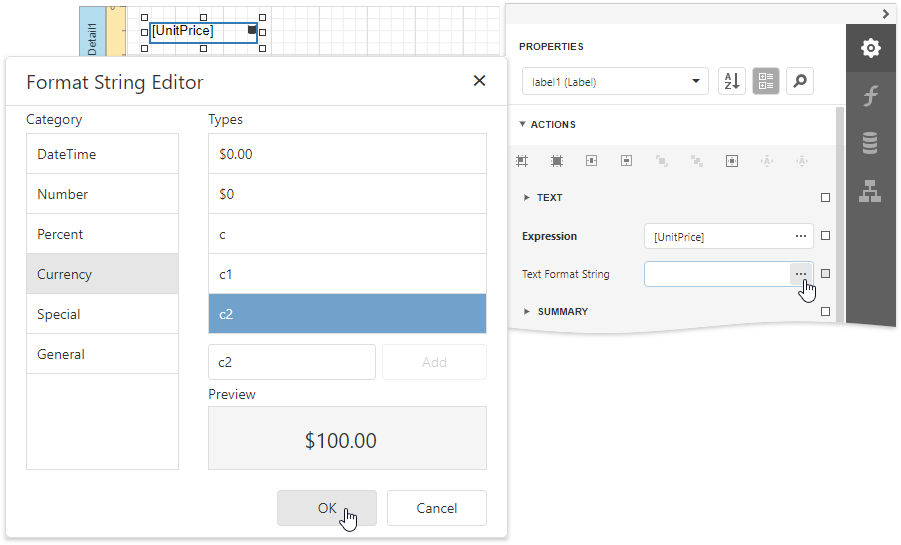 Detail1
0
[UnitPrice]
Format String Editor
Category
DateTime
Number
Percent
Currency
Special
General
Types
$0.00
$0
c
c1
c2
c2
Add
Preview
$100.00
OK
Cancel
PROPERTIES
label1 (Label)
A
Z
ACTIONS
A
A
TEXT
Expression
[UnitPrice]
...
Text Format String
...
SUMMARY
f